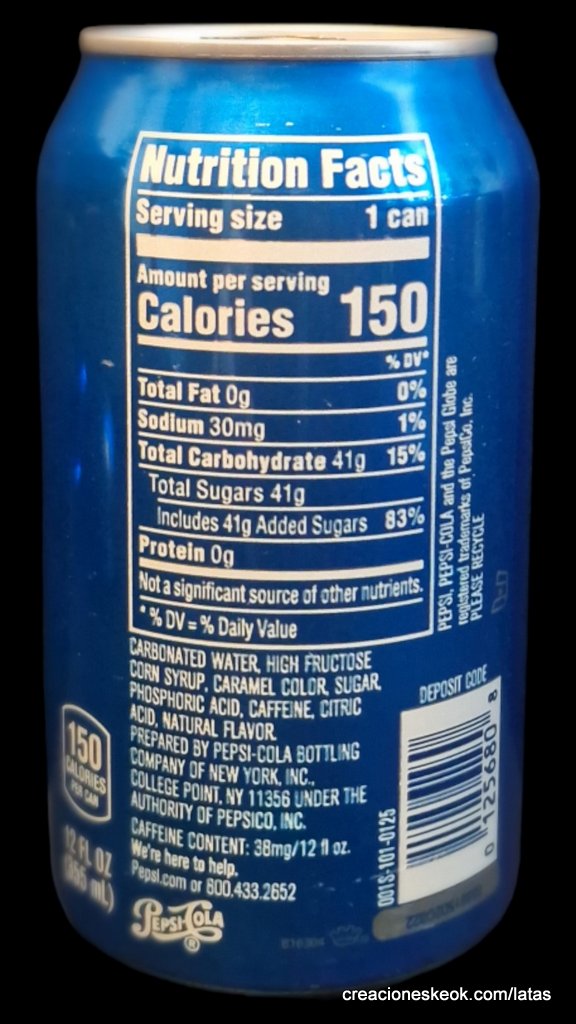 Nutrition Facts
Serving size 1 can
Amount per serving
Calories 150
% DV*
Total Fat 0g 0%
Sodium 30mg 1%
Total Carbohydrate 41g 15%
Total Sugars 41g
Includes 41g Added Sugars 83%
Protein 0g
Not a significant source of other nutrients.
* % DV = % Daily Value
CARBONATED WATER, HIGH FRUCTOSE
CORN SYRUP, CARAMEL COLOR, SUGAR,
PHOSPHORIC ACID, CAFFEINE, CITRIC
ACID, NATURAL FLAVOR
PREPARED BY PEPSI-COLA BOTTLING
COMPANY OF NEW YORK, INC.,
COLLEGE POINT, NY 11356 UNDER THE
AUTHORITY OF PEPSICO, INC.
CAFFEINE CONTENT: 38mg/12 fl oz.
We're here to help.
Pepsi.com or 800.433.2652
PEPSI-COLA
®
150
CALORIES
PER CAN
12 FL OZ
(355 mL)
PEPSI, PEPSI-COLA and the Pepsi Globe are
registered trademarks of PepsiCo, Inc.
PLEASE RECYCLE
DEPOSIT CODE
0 125680 8
001S-101-0125
creacioneskeok.com/latas